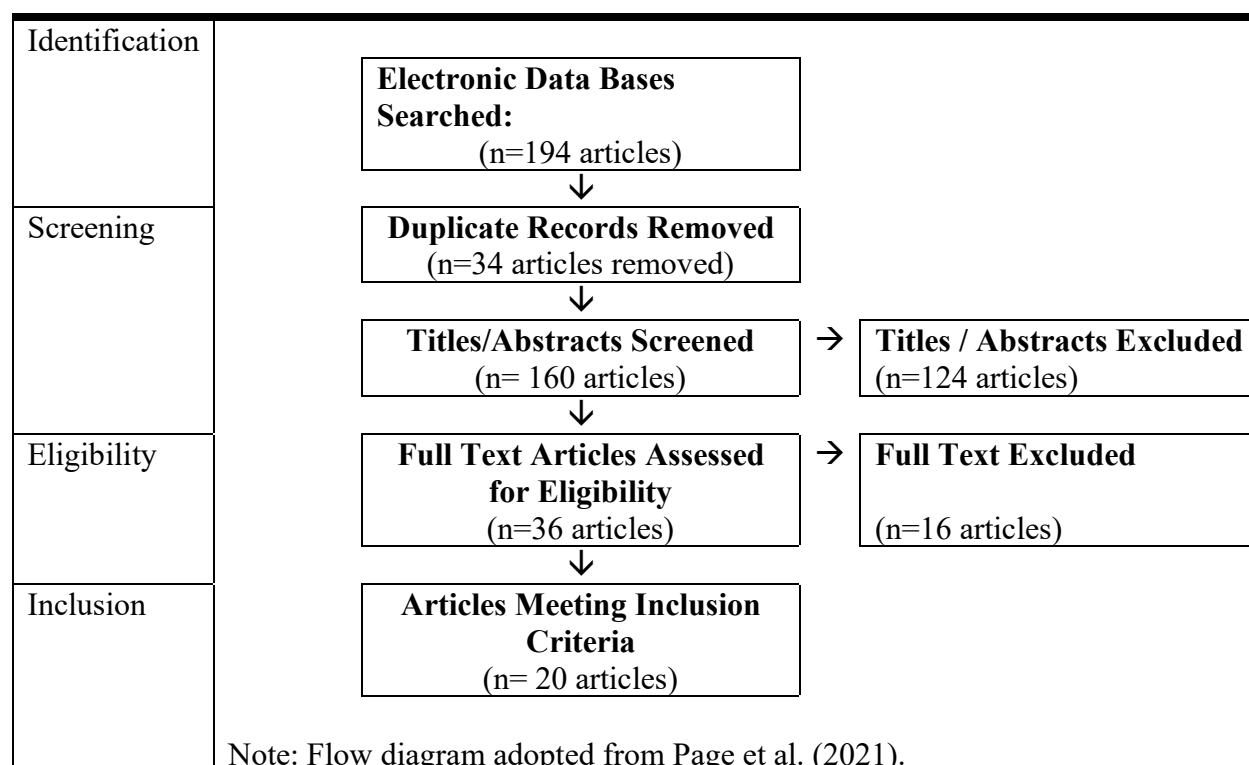 Identification
Electronic Data Bases
Searched:
(n=194 articles)
↓
Screening
Duplicate Records Removed
(n=34 articles removed)
↓
Titles/Abstracts Screened
(n= 160 articles)
→
Titles / Abstracts Excluded
(n=124 articles)
↓
Eligibility
Full Text Articles Assessed
for Eligibility
(n=36 articles)
→
Full Text Excluded
(n=16 articles)
↓
Inclusion
Articles Meeting Inclusion
Criteria
(n= 20 articles)
Note: Flow diagram adopted from Page et al. (2021).